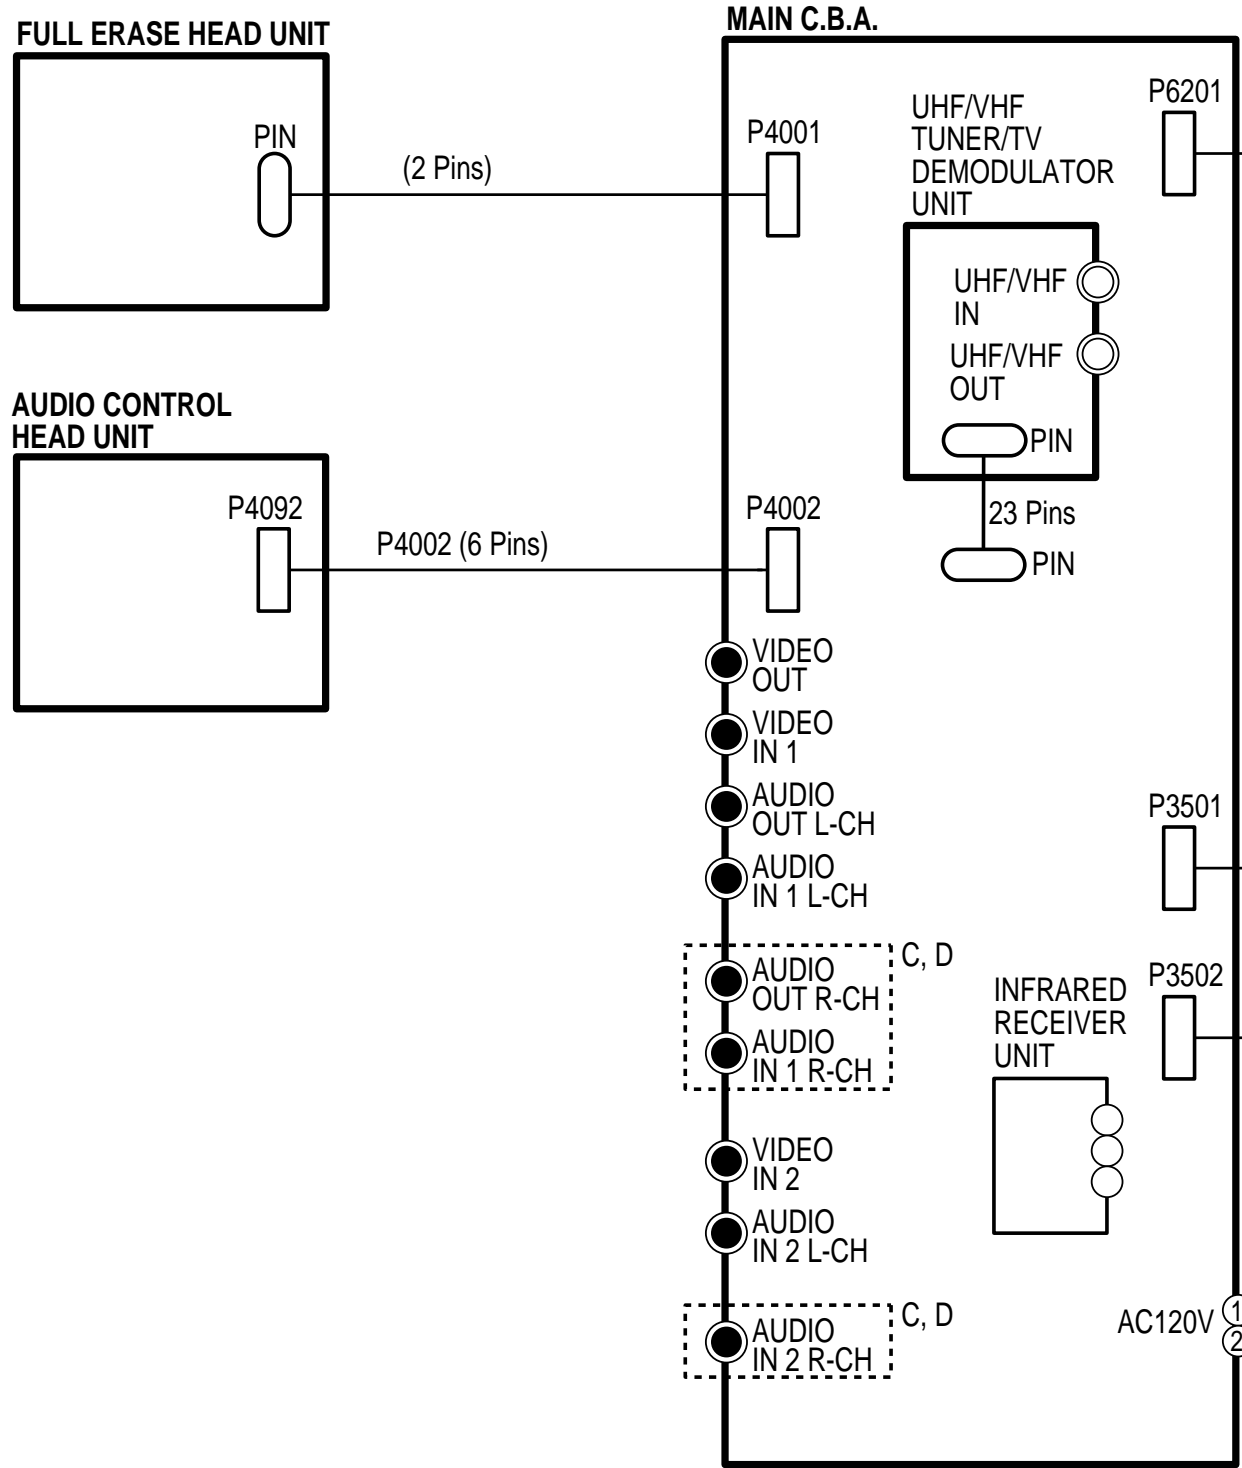 FULL ERASE HEAD UNIT
PIN
(2 Pins)
AUDIO CONTROL
HEAD UNIT
P4092
P4002 (6 Pins)
MAIN C.B.A.
P4001
UHF/VHF
TUNER/TV
DEMODULATOR
UNIT
P6201
UHF/VHF
IN
UHF/VHF
OUT
PIN
23 Pins
PIN
P4002
VIDEO
OUT
VIDEO
IN 1
AUDIO
OUT L-CH
AUDIO
IN 1 L-CH
P3501
C, D
AUDIO
OUT R-CH
AUDIO
IN 1 R-CH
INFRARED
RECEIVER
UNIT
P3502
VIDEO
IN 2
AUDIO
IN 2 L-CH
C, D
AUDIO
IN 2 R-CH
AC120V
1
2